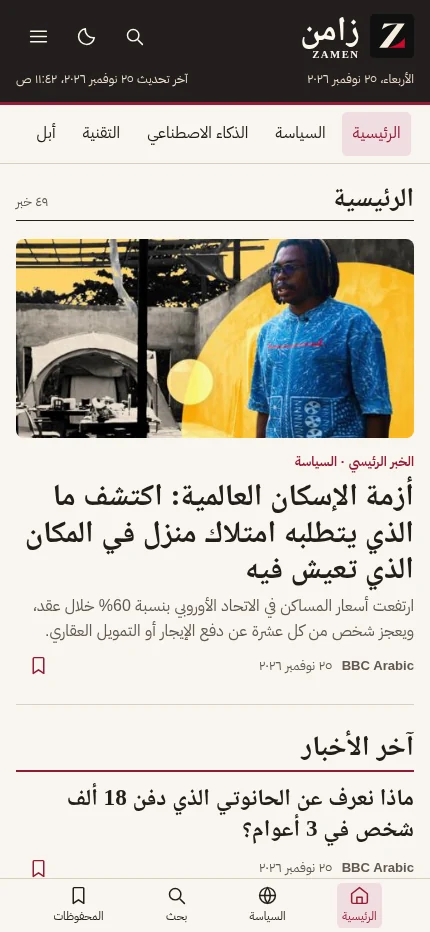 زامن
ZAMEN
الأربعاء، ٢٥ نوفمبر ٢٠٢٦
آخر تحديث ٢٥ نوفمبر ٢٠٢٦، ١١:٤٢ ص
الرئيسية
السياسة
الذكاء الاصطناعي
التقنية
أبل
الرئيسية
٤٩ خبر
الخبر الرئيسي · السياسة
أزمة الإسكان العالمية: اكتشف ما
الذي يتطلبه امتلاك منزل في المكان
الذي تعيش فيه
ارتفعت أسعار المساكن في الاتحاد الأوروبي بنسبة 60% خلال عقد،
ويعجز شخص من كل عشرة عن دفع الإيجار أو التمويل العقاري.
BBC Arabic ٢٥ نوفمبر ٢٠٢٦
آخر الأخبار
ماذا نعرف عن الحانوتي الذي دفن 18 ألف
شخص في 3 أعوام؟
BBC Arabic ٢٥ نوفمبر ٢٠٢٦
الرئيسية
السياسة
بحث
المحفوظات